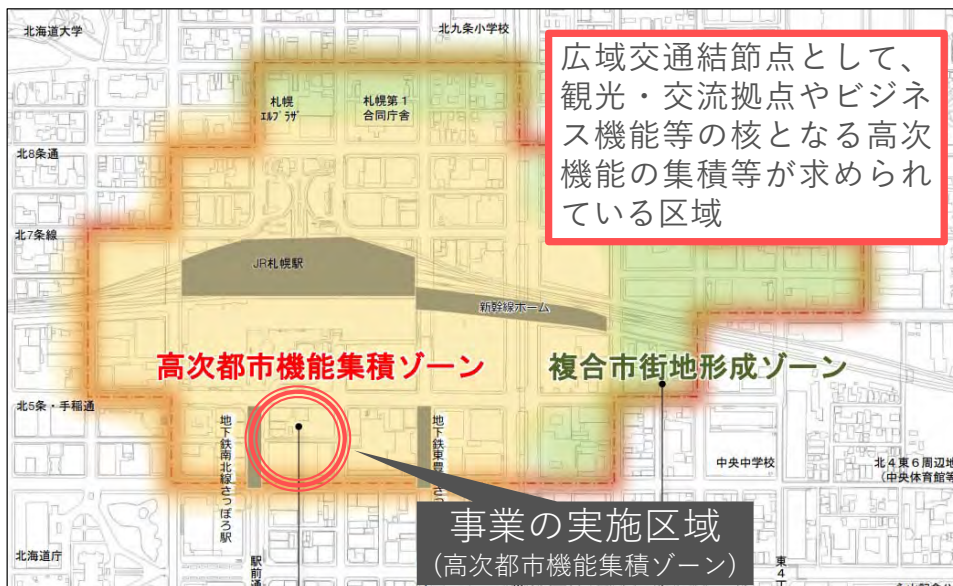 北海道大学
北九条小学校
広域交通結節点として、
観光・交流拠点やビジネ
ス機能等の核となる高次
機能の集積等が求められ
ている区域
札幌
エルプラザ
札幌第1
合同庁舎
北8条通
北7条線
JR札幌駅
新幹線ホーム
高次都市機能集積ゾーン
複合市街地形成ゾーン
北5条・手稲通
地下鉄南北線さっぽろ駅
地下鉄東豊
中央中学校
北4東6周辺地
(中央体育館等
事業の実施区域
(高次都市機能集積ゾーン)
北海道庁
駅前通
東4丁